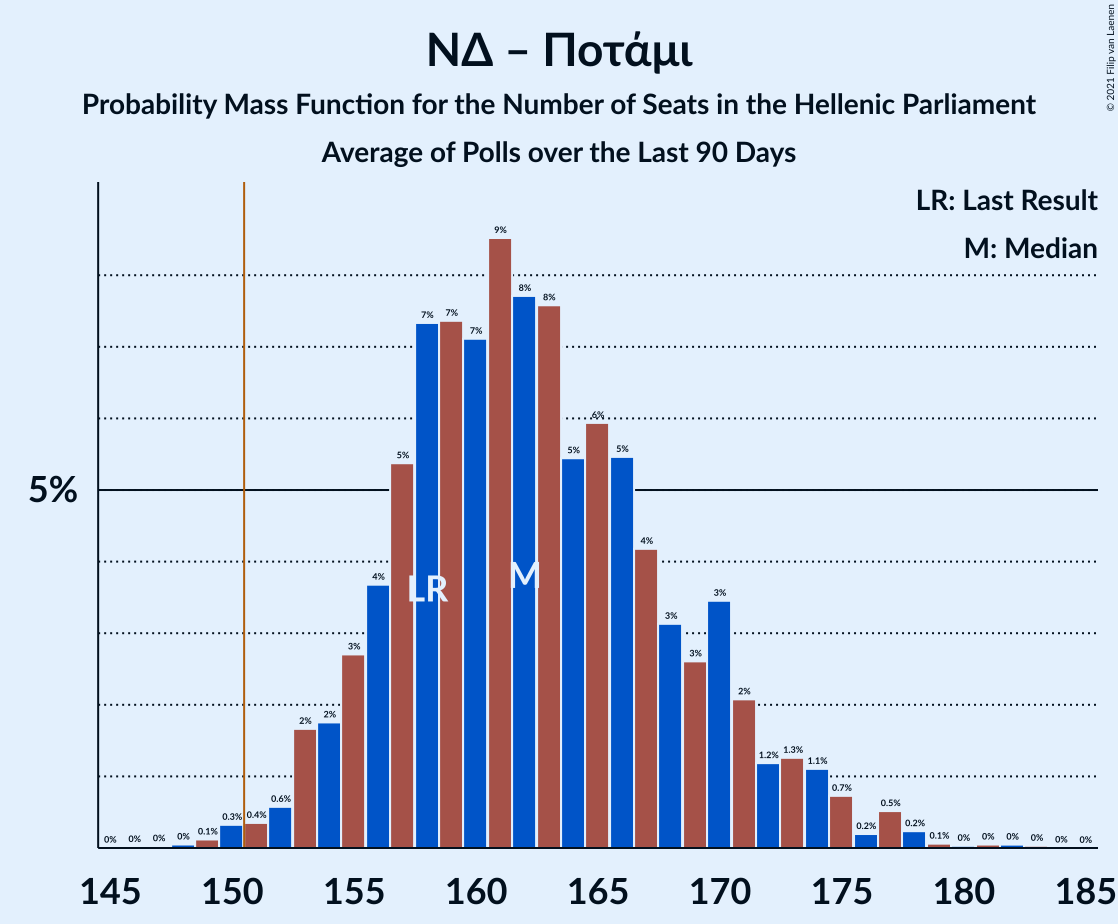 © 2021 Filip van Laenen
ΝΔ – Ποτάμι
Probability Mass Function for the Number of Seats in the Hellenic Parliament
Average of Polls over the Last 90 Days
LR: Last Result
M: Median
5%
0% 0% 0% 0% 0.1% 0.3% 0.4% 0.6% 2% 2% 3% 4% 5% 7% 7% 7% 9% 8% 8% 5% 6% 5% 4% 3% 3% 3% 2% 1.2% 1.3% 1.1% 0.7% 0.2% 0.5% 0.2% 0.1% 0% 0% 0% 0% 0% 0%
LR M
145 150 155 160 165 170 175 180 185